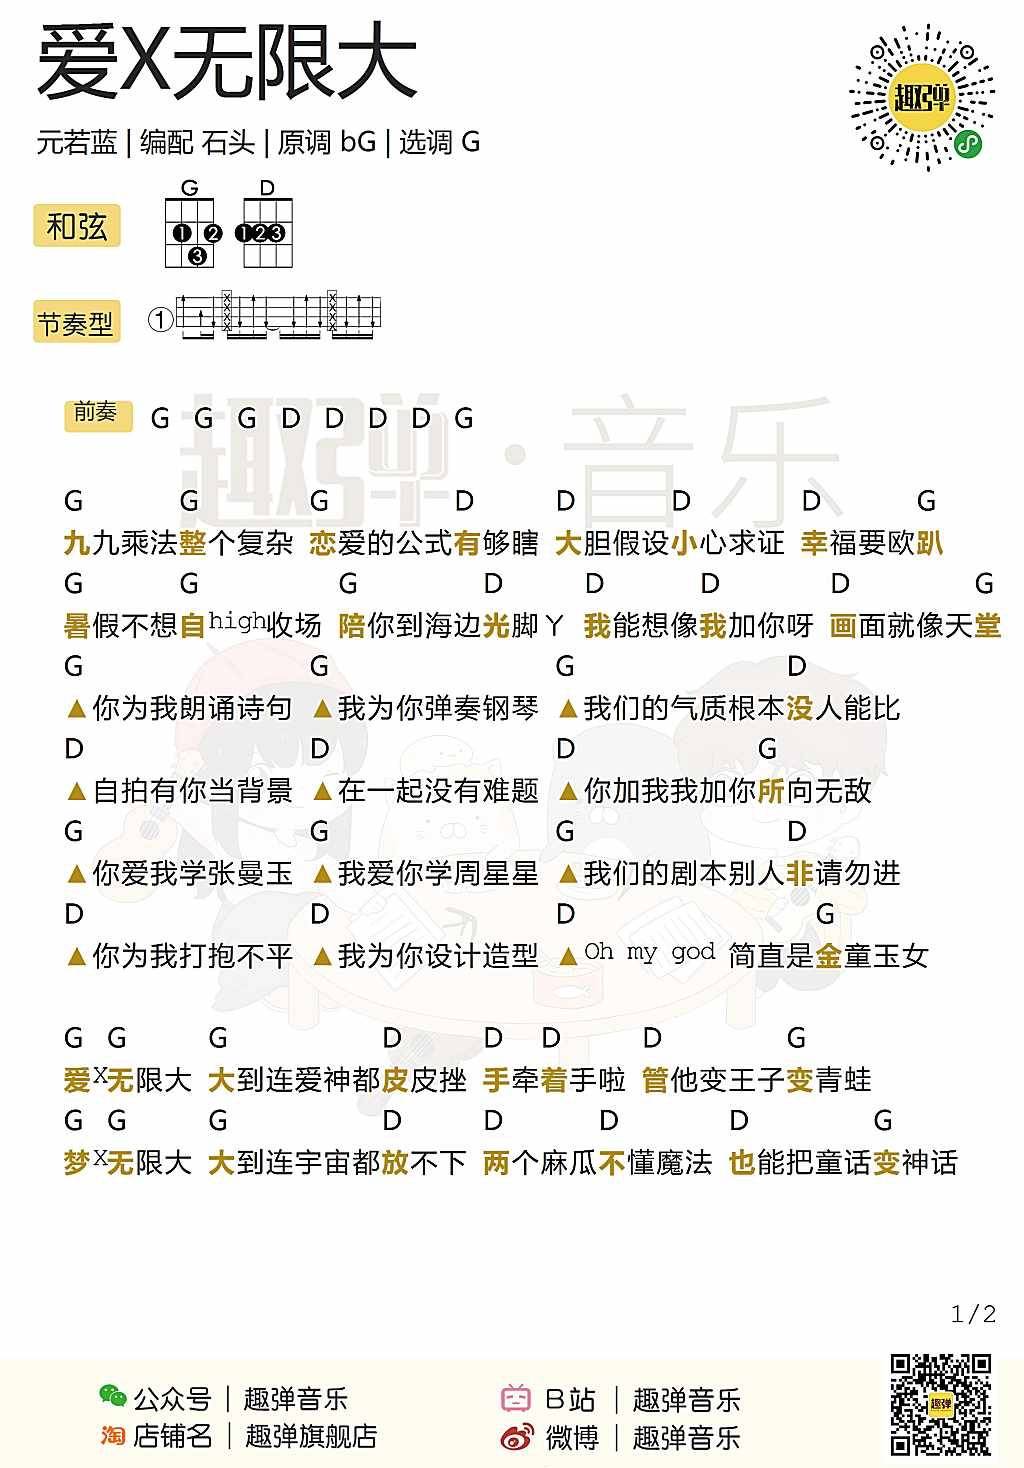 爱X无限大
趣弹
元若蓝 | 编配 石头 | 原调 bG | 选调 G
和弦
G D
1 2 3 1 2 3
节奏型
①
前奏 G G G D D D D G
趣弹·音乐
G G G D D D D G
九九乘法整个复杂 恋爱的公式有够瞎 大胆假设小心求证 幸福要欧趴
G G G D D D D G
暑假不想自high收场 陪你到海边光脚丫 我能想像我加你呀 画面就像天堂
G G G D
▲你为我朗诵诗句 ▲我为你弹奏钢琴 ▲我们的气质根本没人能比
D D D G
▲自拍有你当背景 ▲在一起没有难题 ▲你加我我加你所向无敌
G G G D
▲你爱我学张曼玉 ▲我爱你学周星星 ▲我们的剧本别人非请勿进
D D D G
▲你为我打抱不平 ▲我为你设计造型 ▲Oh my god 简直是金童玉女
G G G D D D D G
爱X无限大 大到连爱神都皮皮挫 手牵着手啦 管他变王子变青蛙
G G G D D D D G
梦X无限大 大到连宇宙都放不下 两个麻瓜不懂魔法 也能把童话变神话
1/2
公众号 | 趣弹音乐 B站 | 趣弹音乐
淘 店铺名 | 趣弹旗舰店 微博 | 趣弹音乐
趣弹